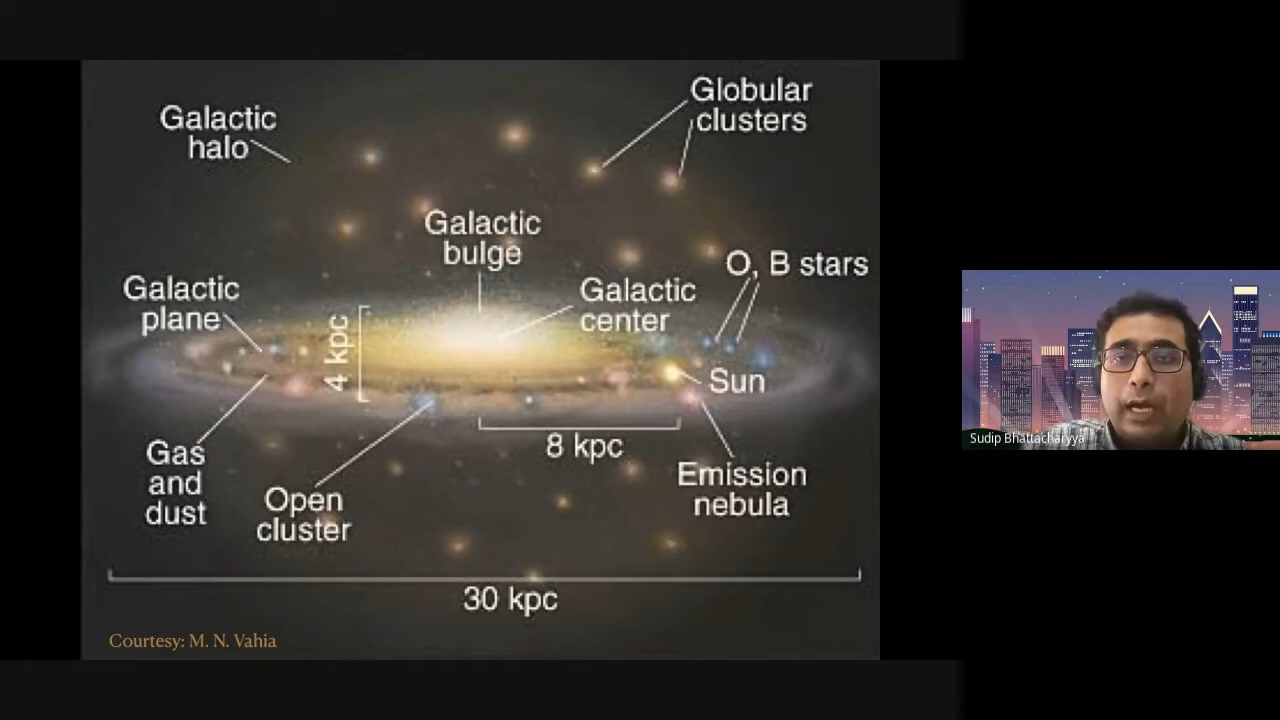 Galactic
halo
Globular
clusters
Galactic
bulge
O, B stars
Galactic
plane
Galactic
center
4 kpc
Sun
8 kpc
Gas
and
dust
Open
cluster
Emission
nebula
30 kpc
Courtesy: M. N. Vahia
Sudip Bhattacharyya